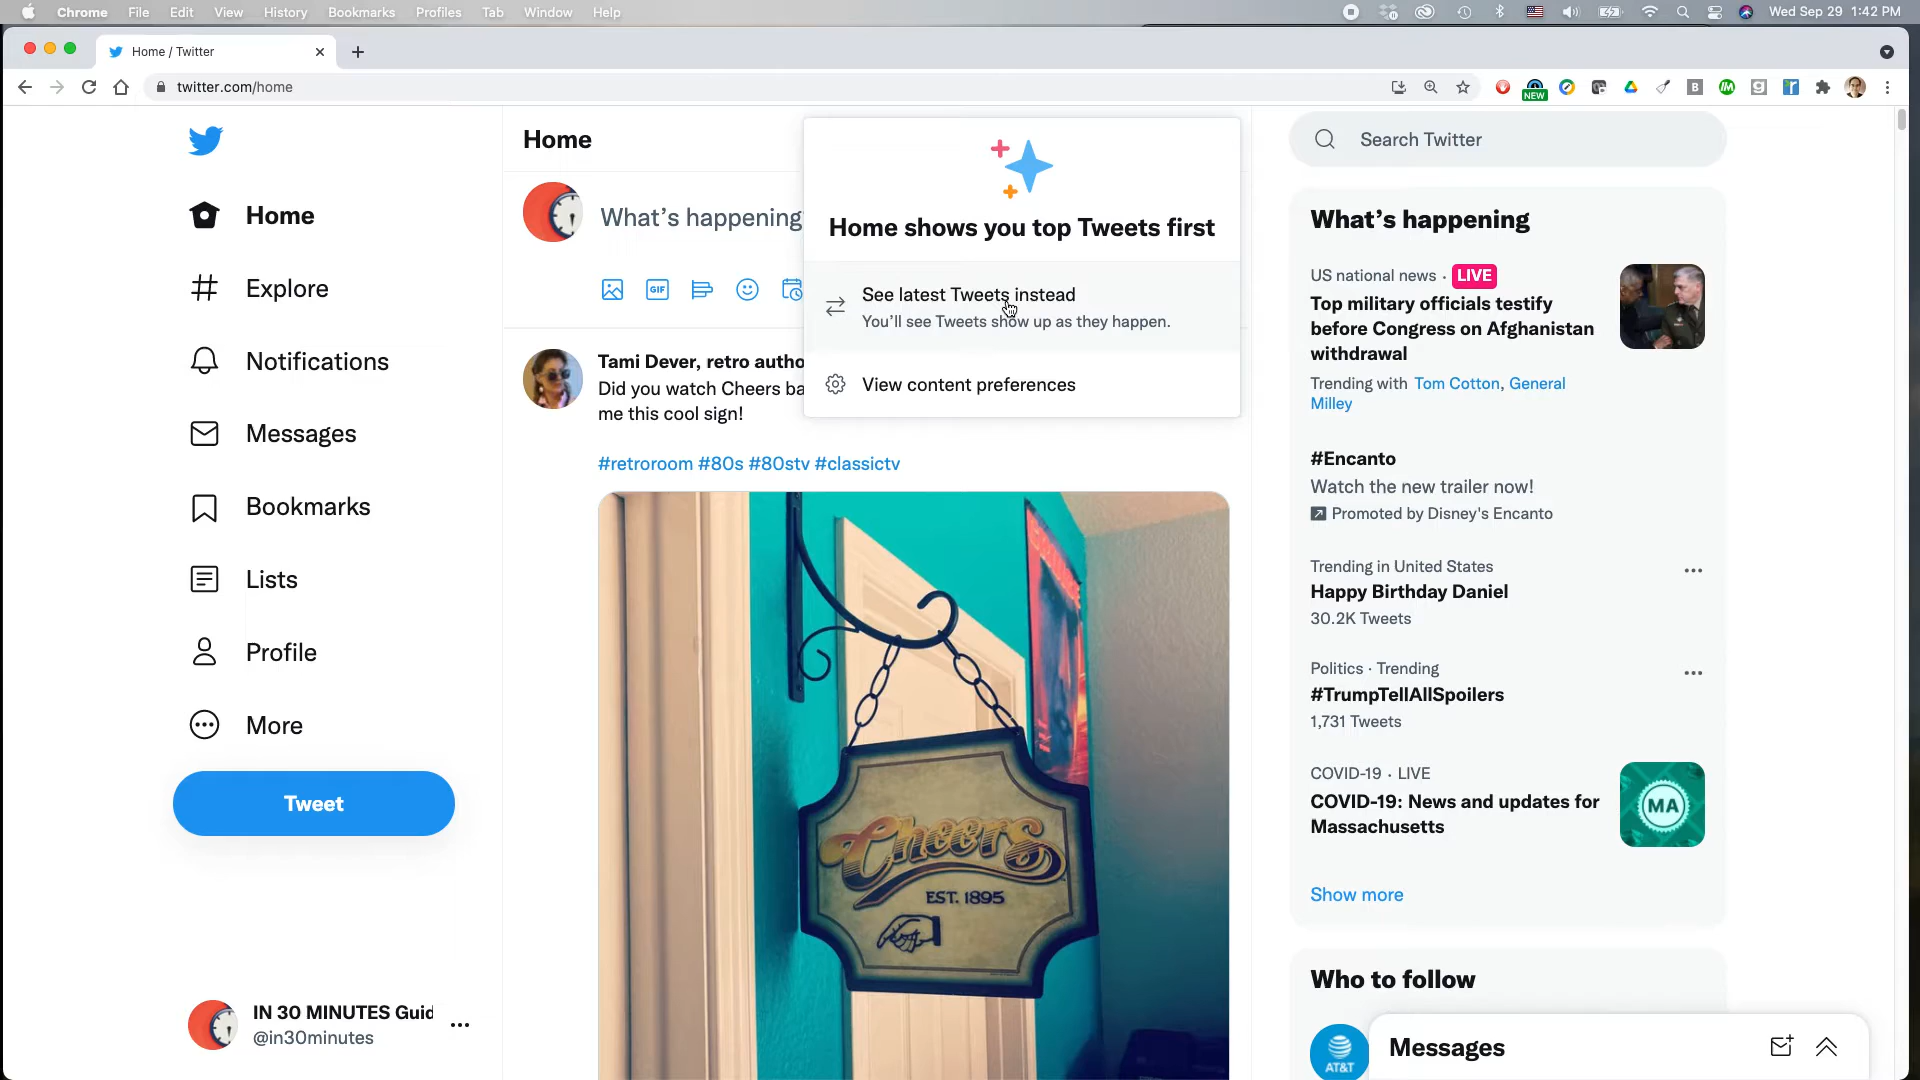 Chrome File Edit View History Bookmarks Profiles Tab Window Help
Wed Sep 29 1:42 PM
Home / Twitter
twitter.com/home
NEW
B
Home
Explore
Notifications
Messages
Bookmarks
Lists
Profile
More
Tweet
IN 30 MINUTES Guid
@in30minutes
Home
What's happening
GIF
Home shows you top Tweets first
See latest Tweets instead
You'll see Tweets show up as they happen.
View content preferences
Tami Dever, retro autho
Did you watch Cheers ba
me this cool sign!
#retroroom #80s #80stv #classictv
Cheers
EST. 1895
Search Twitter
What's happening
US national news · LIVE
Top military officials testify
before Congress on Afghanistan
withdrawal
Trending with Tom Cotton, General
Milley
#Encanto
Watch the new trailer now!
Promoted by Disney's Encanto
Trending in United States
Happy Birthday Daniel
30.2K Tweets
Politics · Trending
#TrumpTellAllSpoilers
1,731 Tweets
COVID-19 · LIVE
COVID-19: News and updates for
Massachusetts
MA
Show more
Who to follow
AT&T
Messages